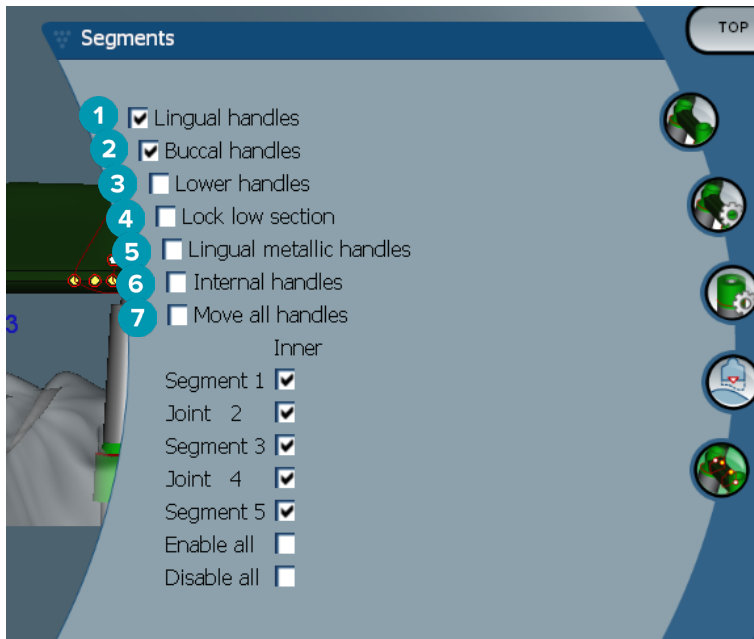 Segments
TOP
1 Lingual handles
2 Buccal handles
3 Lower handles
4 Lock low section
5 Lingual metallic handles
6 Internal handles
7 Move all handles
3
Inner
Segment 1
Joint 2
Segment 3
Joint 4
Segment 5
Enable all
Disable all